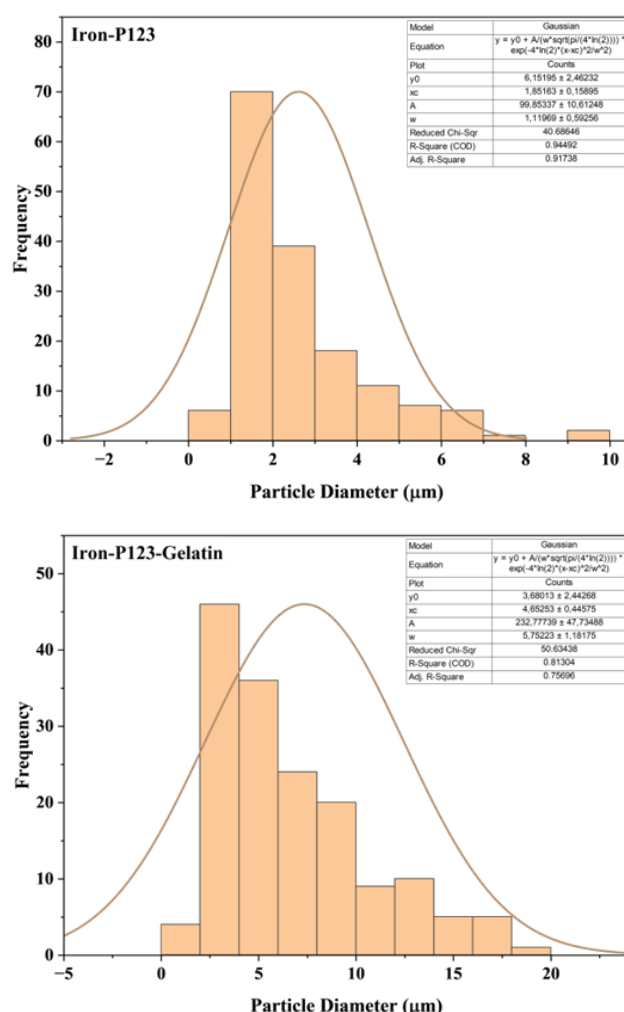 Iron-P123
Model Gaussian
Equation y = y0 + A/(w*sqrt(pi/(4*ln(2)))) *
exp(-4*ln(2)*(x-xc)^2/w^2)
Plot Counts
y0 6,15195 ± 2,46232
xc 1,85163 ± 0,15895
A 99,85337 ± 10,61248
w 1,11969 ± 0,59256
Reduced Chi-Sqr 40.68646
R-Square (COD) 0.94492
Adj. R-Square 0.91738
80
70
60
50
40
30
20
10
0
Frequency
−2 0 2 4 6 8 10
Particle Diameter (μm)
Iron-P123-Gelatin
Model Gaussian
Equation y = y0 + A/(w*sqrt(pi/(4*ln(2)))) *
exp(-4*ln(2)*(x-xc)^2/w^2)
Plot Counts
y0 3,68013 ± 2,44268
xc 4,65253 ± 0,44575
A 232,77739 ± 47,73488
w 5,75223 ± 1,18175
Reduced Chi-Sqr 50.63438
R-Square (COD) 0.81304
Adj. R-Square 0.75696
50
40
30
20
10
0
Frequency
−5 0 5 10 15 20
Particle Diameter (μm)